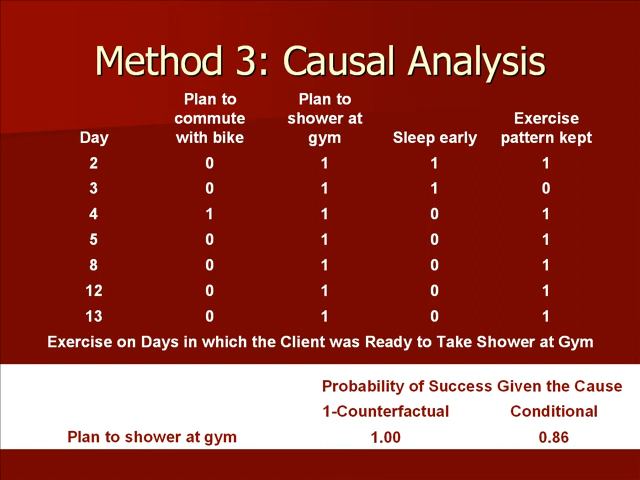 Method 3: Causal Analysis
Day Plan to commute with bike Plan to shower at gym Sleep early Exercise pattern kept
2 0 1 1 1
3 0 1 1 0
4 1 1 0 1
5 0 1 0 1
8 0 1 0 1
12 0 1 0 1
13 0 1 0 1
Exercise on Days in which the Client was Ready to Take Shower at Gym
Probability of Success Given the Cause
1-Counterfactual Conditional
Plan to shower at gym 1.00 0.86